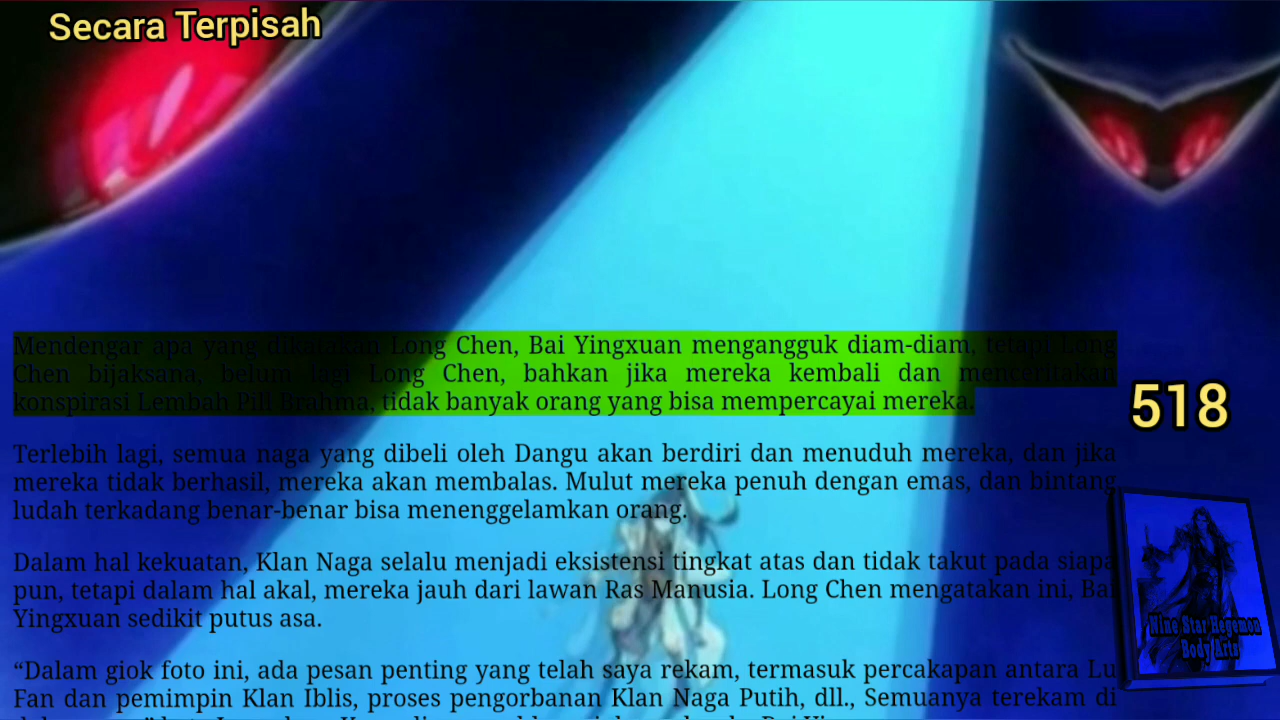 Secara Terpisah
Mendengar apa yang dikatakan Long Chen, Bai Yingxuan mengangguk diam-diam, tetapi Long
Chen bijaksana, belum lagi Long Chen, bahkan jika mereka kembali dan menceritakan
konspirasi Lembah Pill Brahma, tidak banyak orang yang bisa mempercayai mereka.
518
Terlebih lagi, semua naga yang dibeli oleh Dangu akan berdiri dan menuduh mereka, dan jika
mereka tidak berhasil, mereka akan membalas. Mulut mereka penuh dengan emas, dan bintang
ludah terkadang benar-benar bisa menenggelamkan orang.
Dalam hal kekuatan, Klan Naga selalu menjadi eksistensi tingkat atas dan tidak takut pada siapa
pun, tetapi dalam hal akal, mereka jauh dari lawan Ras Manusia. Long Chen mengatakan ini, Bai
Yingxuan sedikit putus asa.
“Dalam giok foto ini, ada pesan penting yang telah saya rekam, termasuk percakapan antara Lu
Fan dan pemimpin Klan Iblis, proses pengorbanan Klan Naga Putih, dll., Semuanya terekam di
Nine Star Hegemon
Body Arts